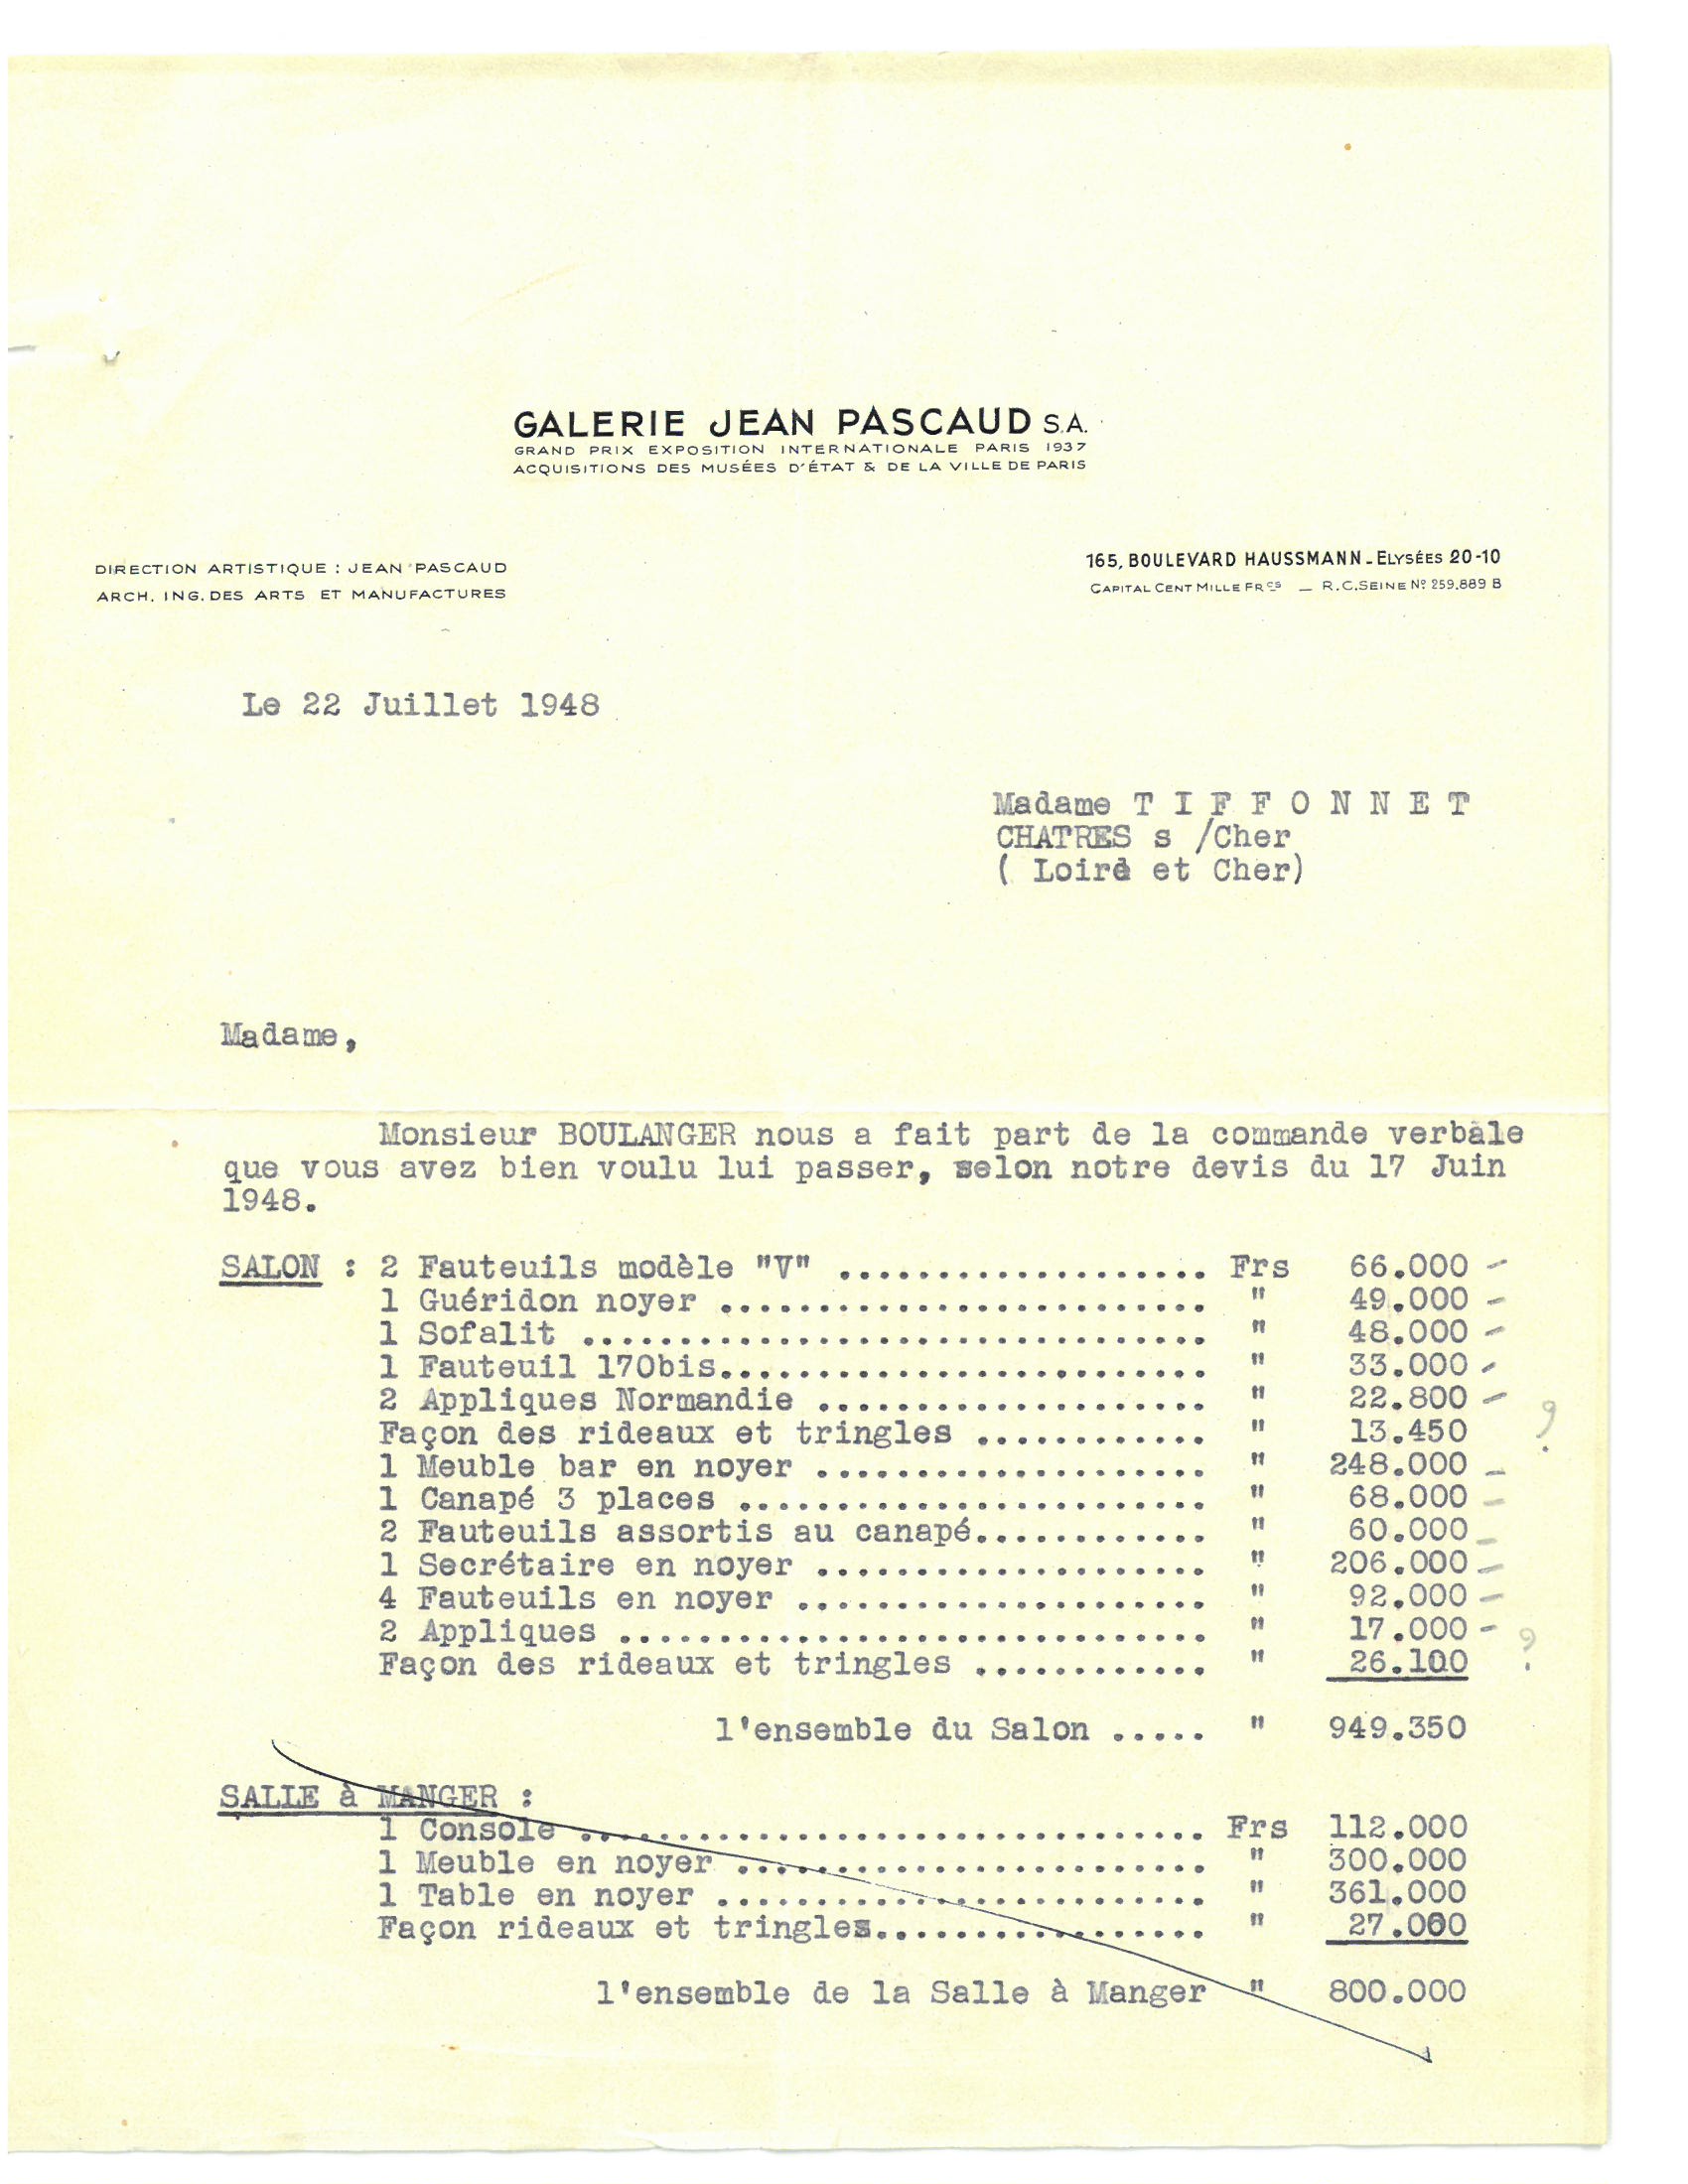 GALERIE JEAN PASCAUD S.A.
GRAND PRIX EXPOSITION INTERNATIONALE PARIS 1937
ACQUISITIONS DES MUSÉES D'ÉTAT & DE LA VILLE DE PARIS
DIRECTION ARTISTIQUE : JEAN PASCAUD
ARCH. ING. DES ARTS ET MANUFACTURES
165, BOULEVARD HAUSSMANN - ELYSÉES 20-10
CAPITAL CENT MILLE FRcs — R.C. SEINE Nº 259.889 B
Le 22 Juillet 1948
Madame T I F F O N N E T
CHATRES s /Cher
( Loire et Cher)
Madame,
Monsieur BOULANGER nous a fait part de la commande verbale
que vous avez bien voulu lui passer, selon notre devis du 17 Juin
1948.
SALON : 2 Fauteuils modèle "V" ................... Frs 66.000 -
1 Guéridon noyer ......................... " 49.000 -
1 Sofalit ................................ " 48.000 -
1 Fauteuil 170bis......................... " 33.000 -
2 Appliques Normandie .................... " 22.800 -
Façon des rideaux et tringles ............ " 13.450 ?
1 Meuble bar en noyer .................... " 248.000 -
1 Canapé 3 places ........................ " 68.000 -
2 Fauteuils assortis au canapé............ " 60.000 -
1 Secrétaire en noyer .................... " 206.000 -
4 Fauteuils en noyer ..................... " 92.000 -
2 Appliques .............................. " 17.000 -
Façon des rideaux et tringles ............ " 26.100 ?
l'ensemble du Salon ..... " 949.350
SALLE à MANGER :
1 Console ................................ Frs 112.000
1 Meuble en noyer ........................ " 300.000
1 Table en noyer ......................... " 361.000
Façon rideaux et tringles................. " 27.000
l'ensemble de la Salle à Manger " 800.000